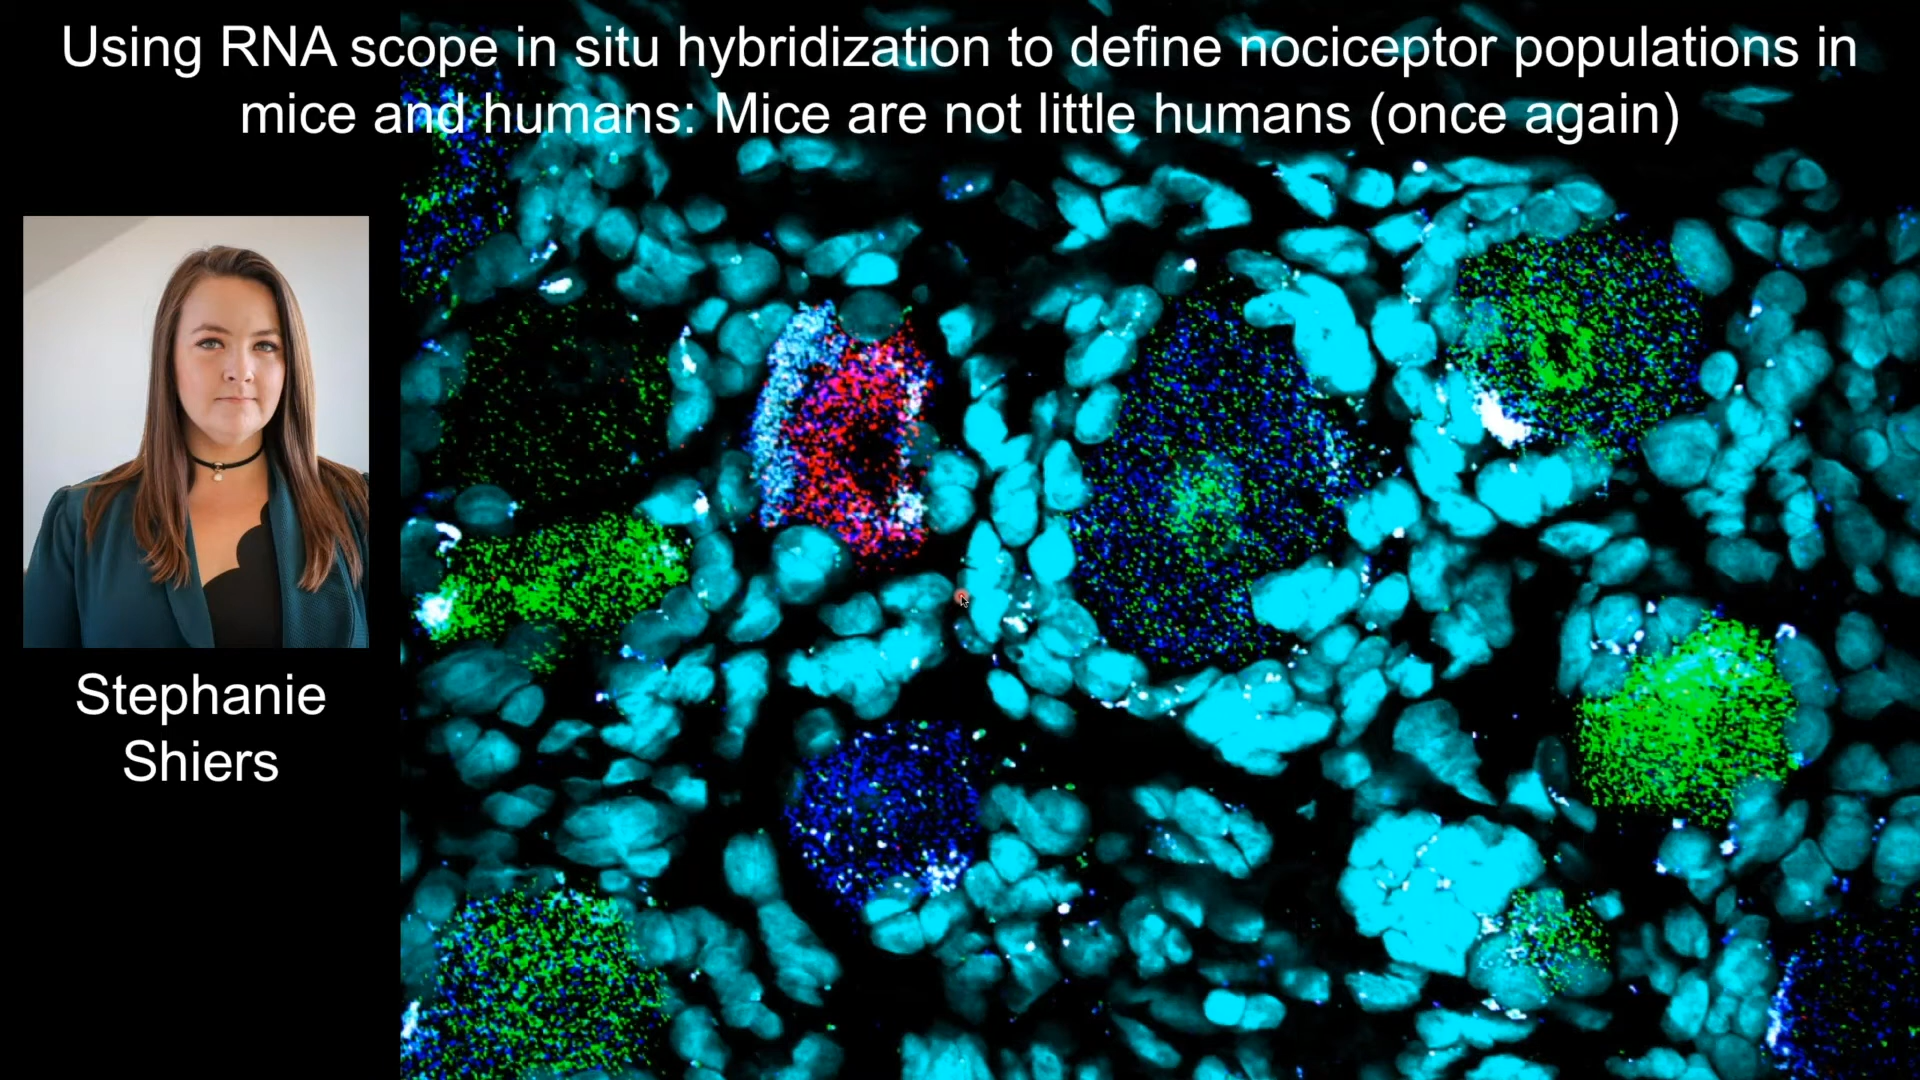 Using RNA scope in situ hybridization to define nociceptor populations in
mice and humans: Mice are not little humans (once again)
Stephanie
Shiers